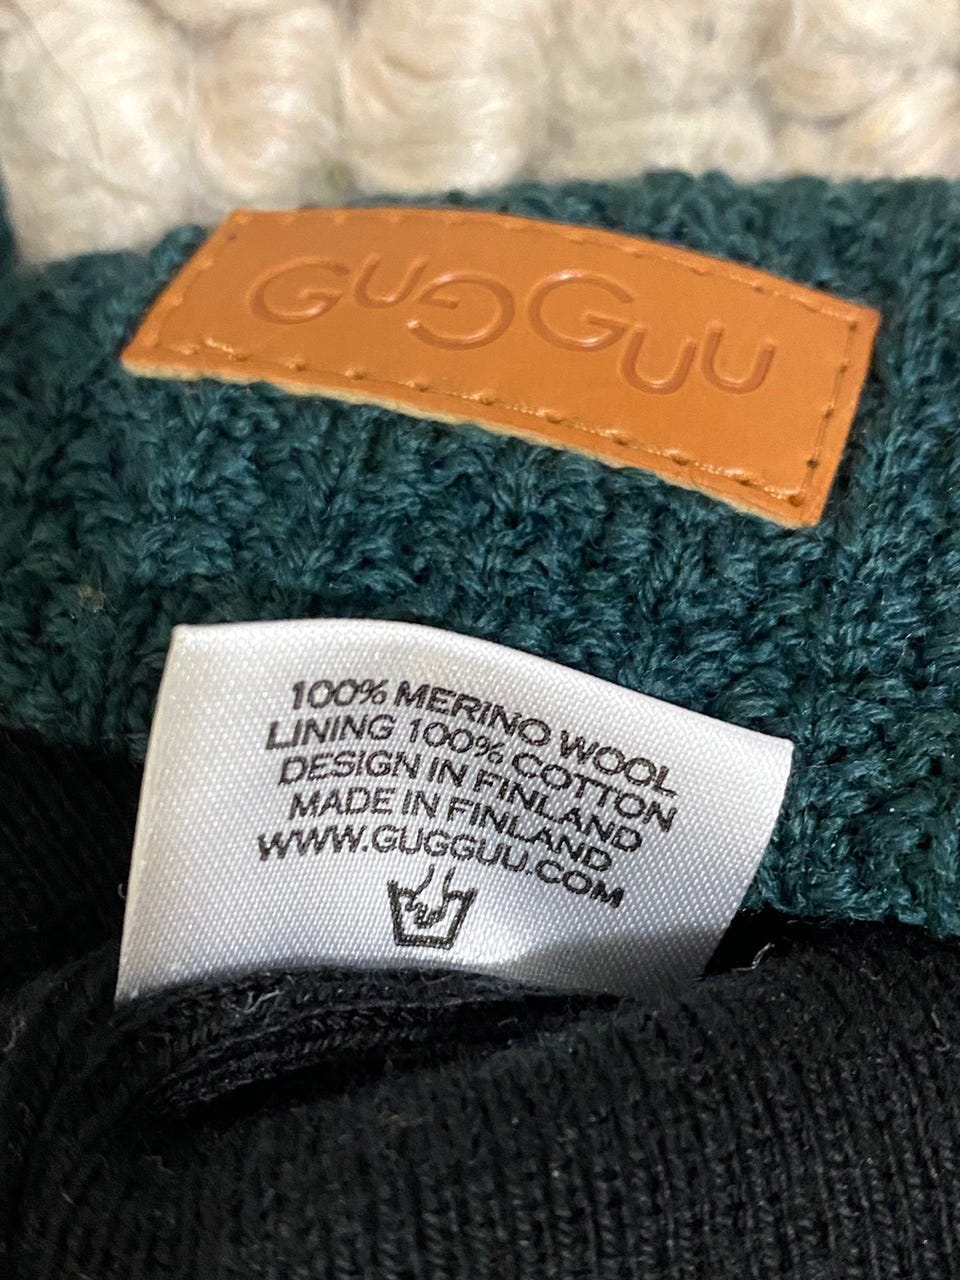 GUGGUU
100% MERINO WOOL
LINING 100% COTTON
DESIGN IN FINLAND
MADE IN FINLAND
WWW.GUGGUU.COM